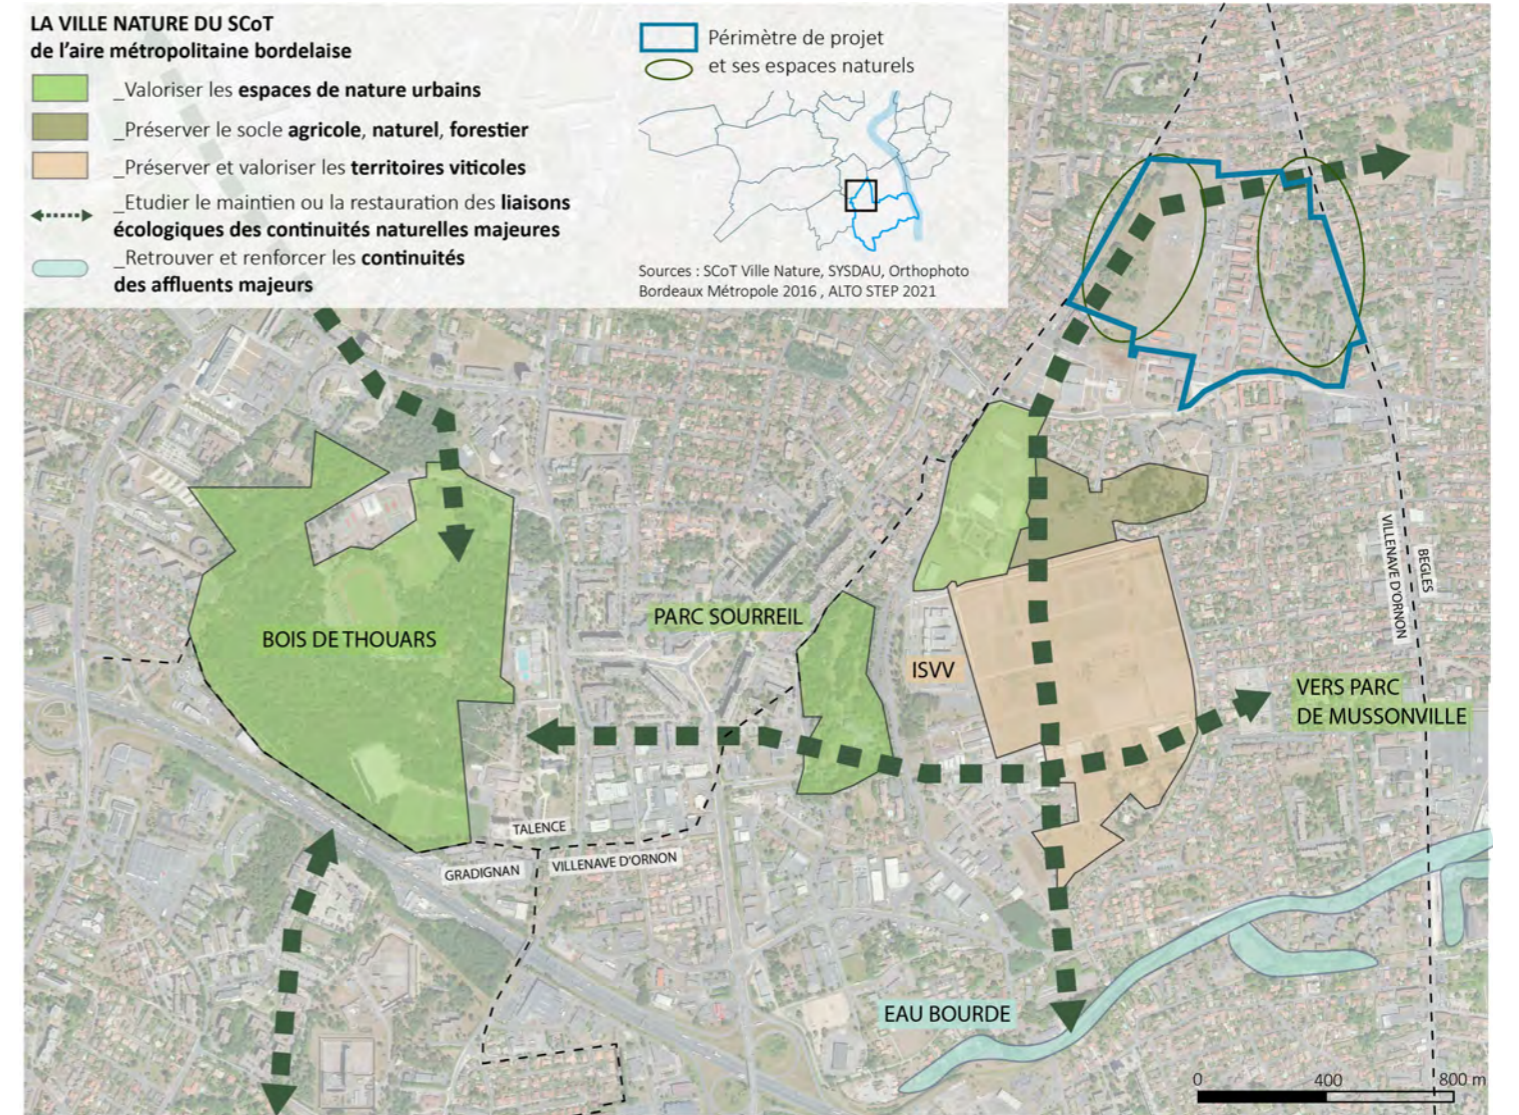 LA VILLE NATURE DU SCoT
de l'aire métropolitaine bordelaise
_Valoriser les espaces de nature urbains
_Préserver le socle agricole, naturel, forestier
_Préserver et valoriser les territoires viticoles
_Etudier le maintien ou la restauration des liaisons
écologiques des continuités naturelles majeures
_Retrouver et renforcer les continuités
des affluents majeurs
Périmètre de projet
et ses espaces naturels
Sources : SCoT Ville Nature, SYSDAU, Orthophoto
Bordeaux Métropole 2016 , ALTO STEP 2021
VILLENAVE D'ORNON
BEGLES
PARC SOURREIL
BOIS DE THOUARS
ISVV
VERS PARC
DE MUSSONVILLE
TALENCE
GRADIGNAN
VILLENAVE D'ORNON
EAU BOURDE
0 400 800 m